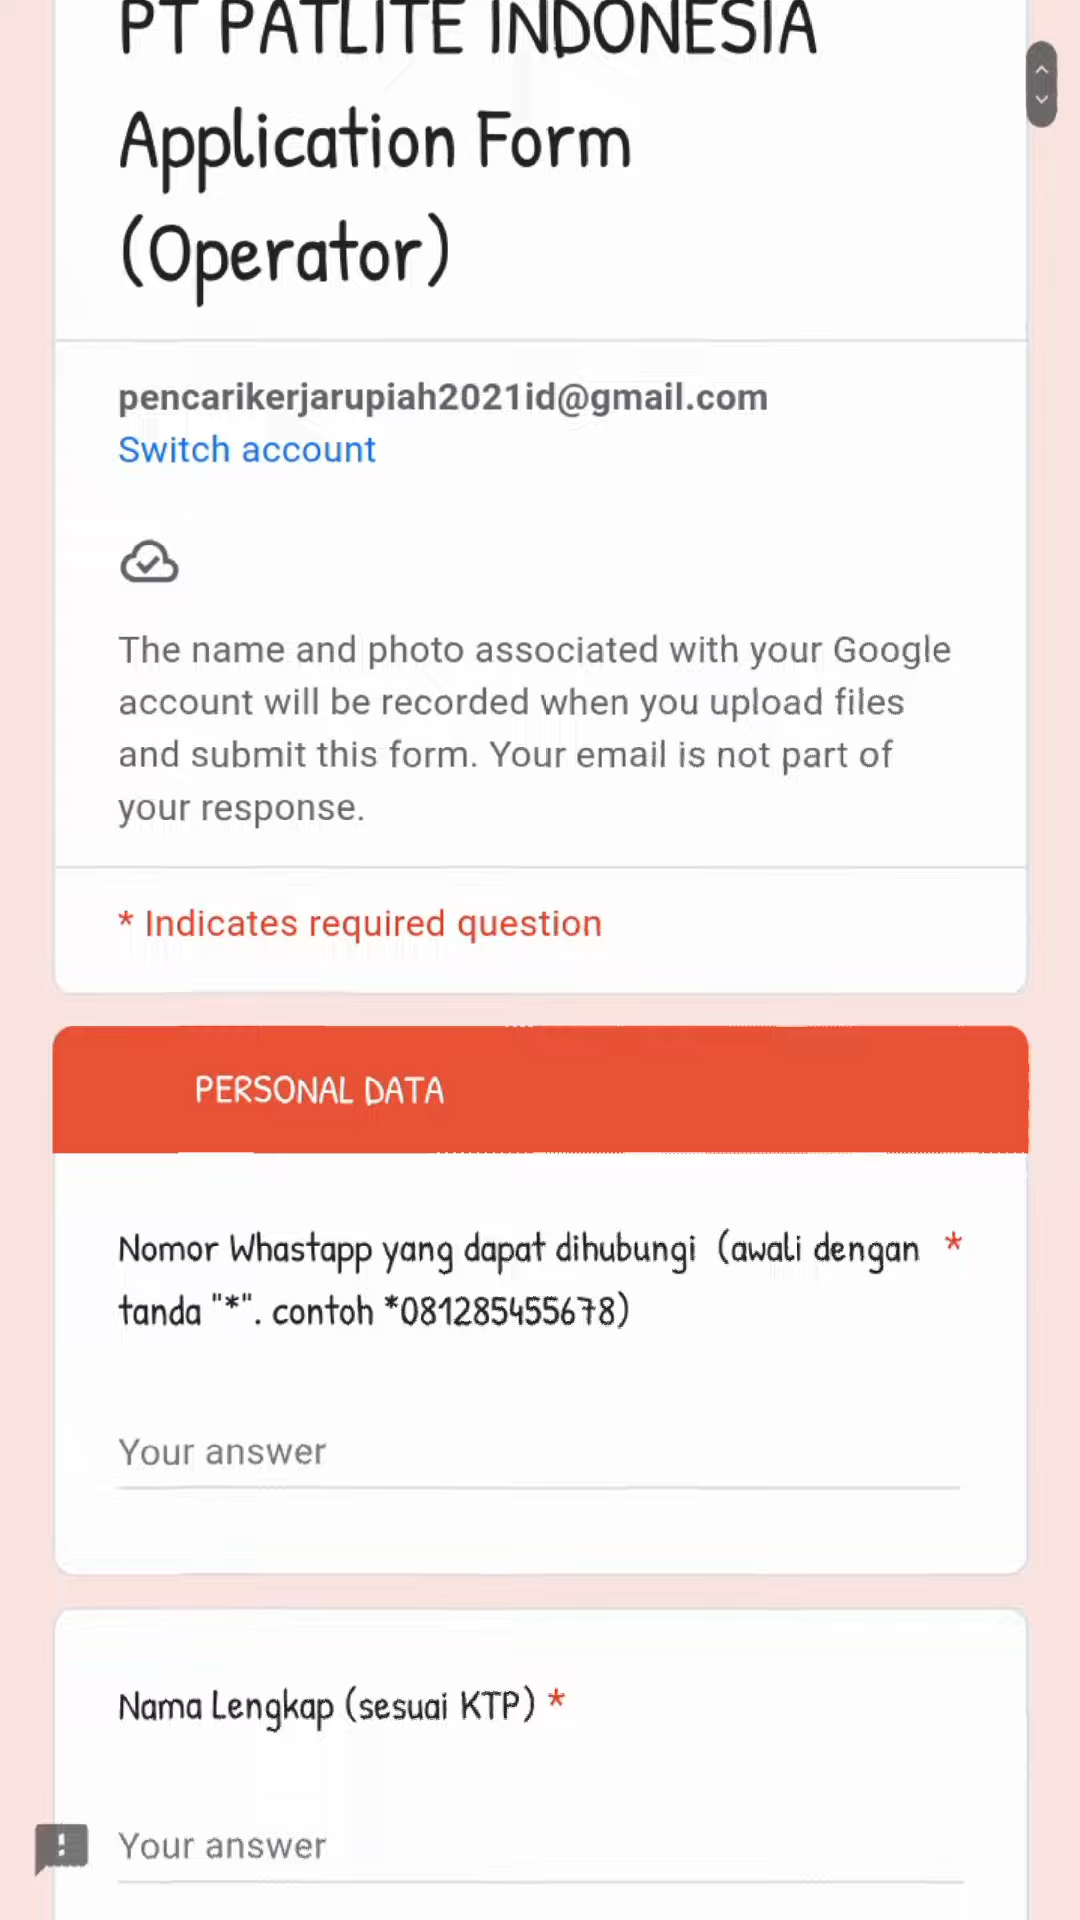 PT PATLITE INDONESIA
Application Form
(Operator)
pencarikerjarupiah2021id@gmail.com
Switch account
The name and photo associated with your Google
account will be recorded when you upload files
and submit this form. Your email is not part of
your response.
* Indicates required question
PERSONAL DATA
Nomor Whastapp yang dapat dihubungi (awali dengan *
tanda "*". contoh *081285455678)
Your answer
Nama Lengkap (sesuai KTP) *
Your answer